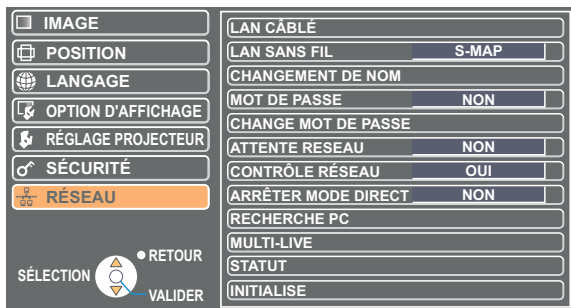 IMAGE
POSITION
LANGAGE
OPTION D'AFFICHAGE
RÉGLAGE PROJECTEUR
SÉCURITÉ
RÉSEAU
RETOUR
SÉLECTION
VALIDER
LAN CÂBLÉ
LAN SANS FIL S-MAP
CHANGEMENT DE NOM
MOT DE PASSE NON
CHANGE MOT DE PASSE
ATTENTE RESEAU NON
CONTRÔLE RÉSEAU OUI
ARRÊTER MODE DIRECT NON
RECHERCHE PC
MULTI-LIVE
STATUT
INITIALISE